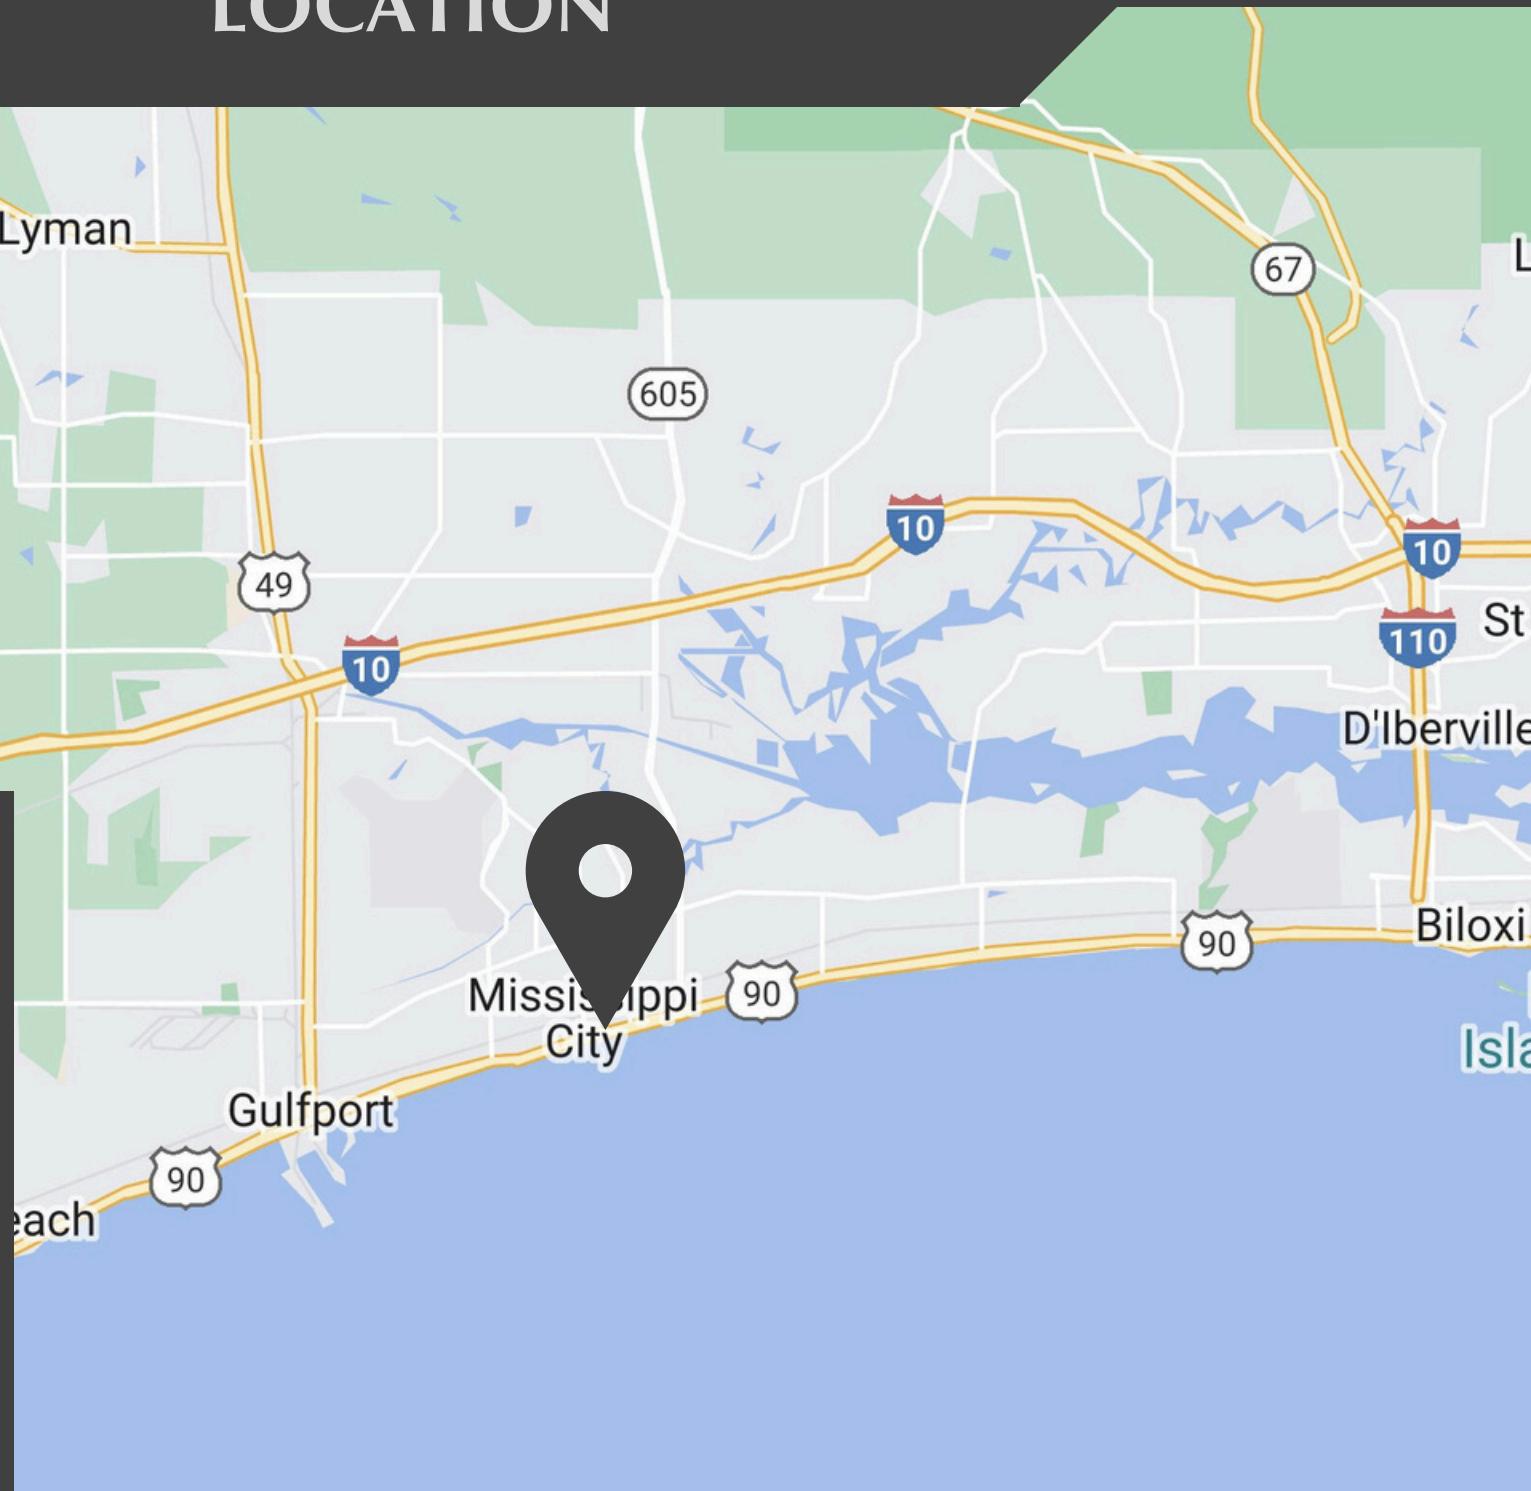 LOCATION
Lyman
67
L
605
10
10
49
St
110
10
D'Iberville
Biloxi
90
Mississippi
90
City
Isla
Gulfport
90
each